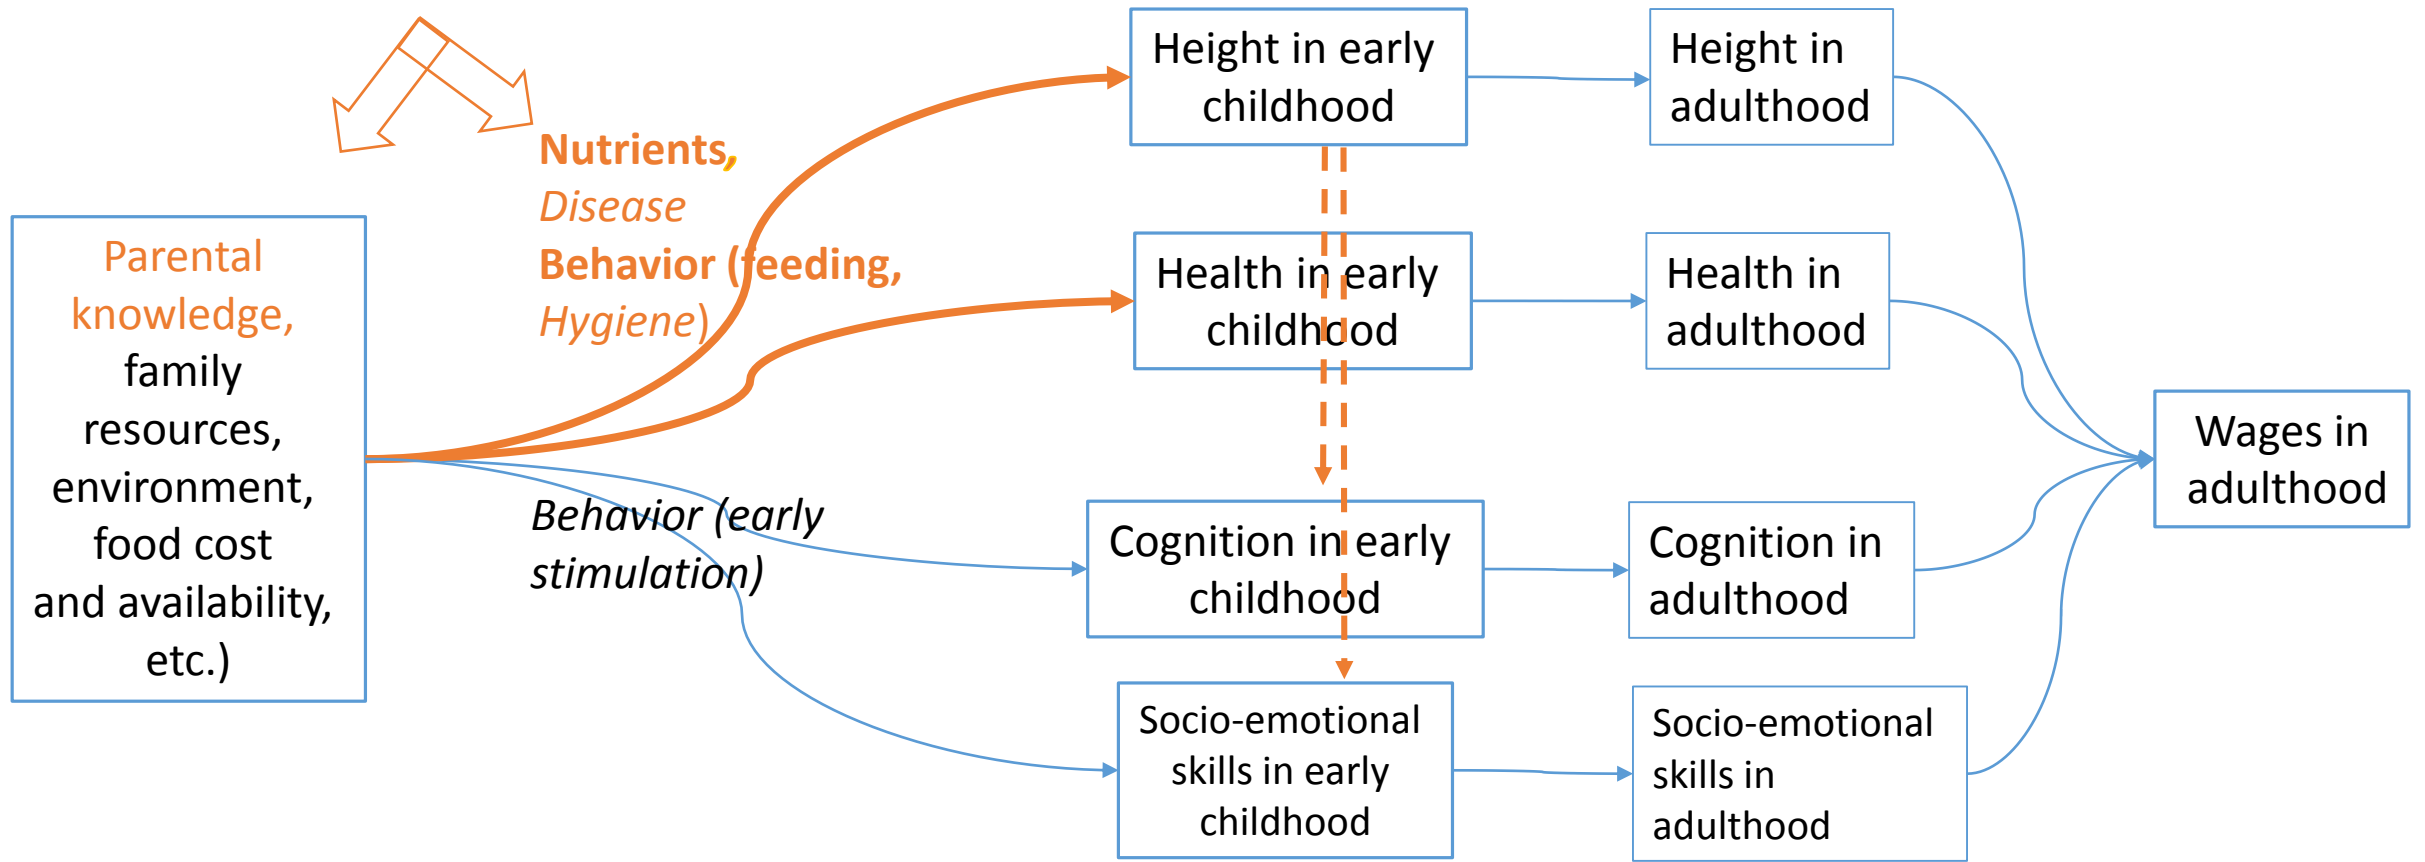 Parental
knowledge,
family
resources,
environment,
food cost
and availability,
etc.)
Nutrients,
Disease
Behavior (feeding,
Hygiene)
Behavior (early
stimulation)
Height in early
childhood
Health in early
childhood
Cognition in early
childhood
Socio-emotional
skills in early
childhood
Height in
adulthood
Health in
adulthood
Cognition in
adulthood
Socio-emotional
skills in
adulthood
Wages in
adulthood